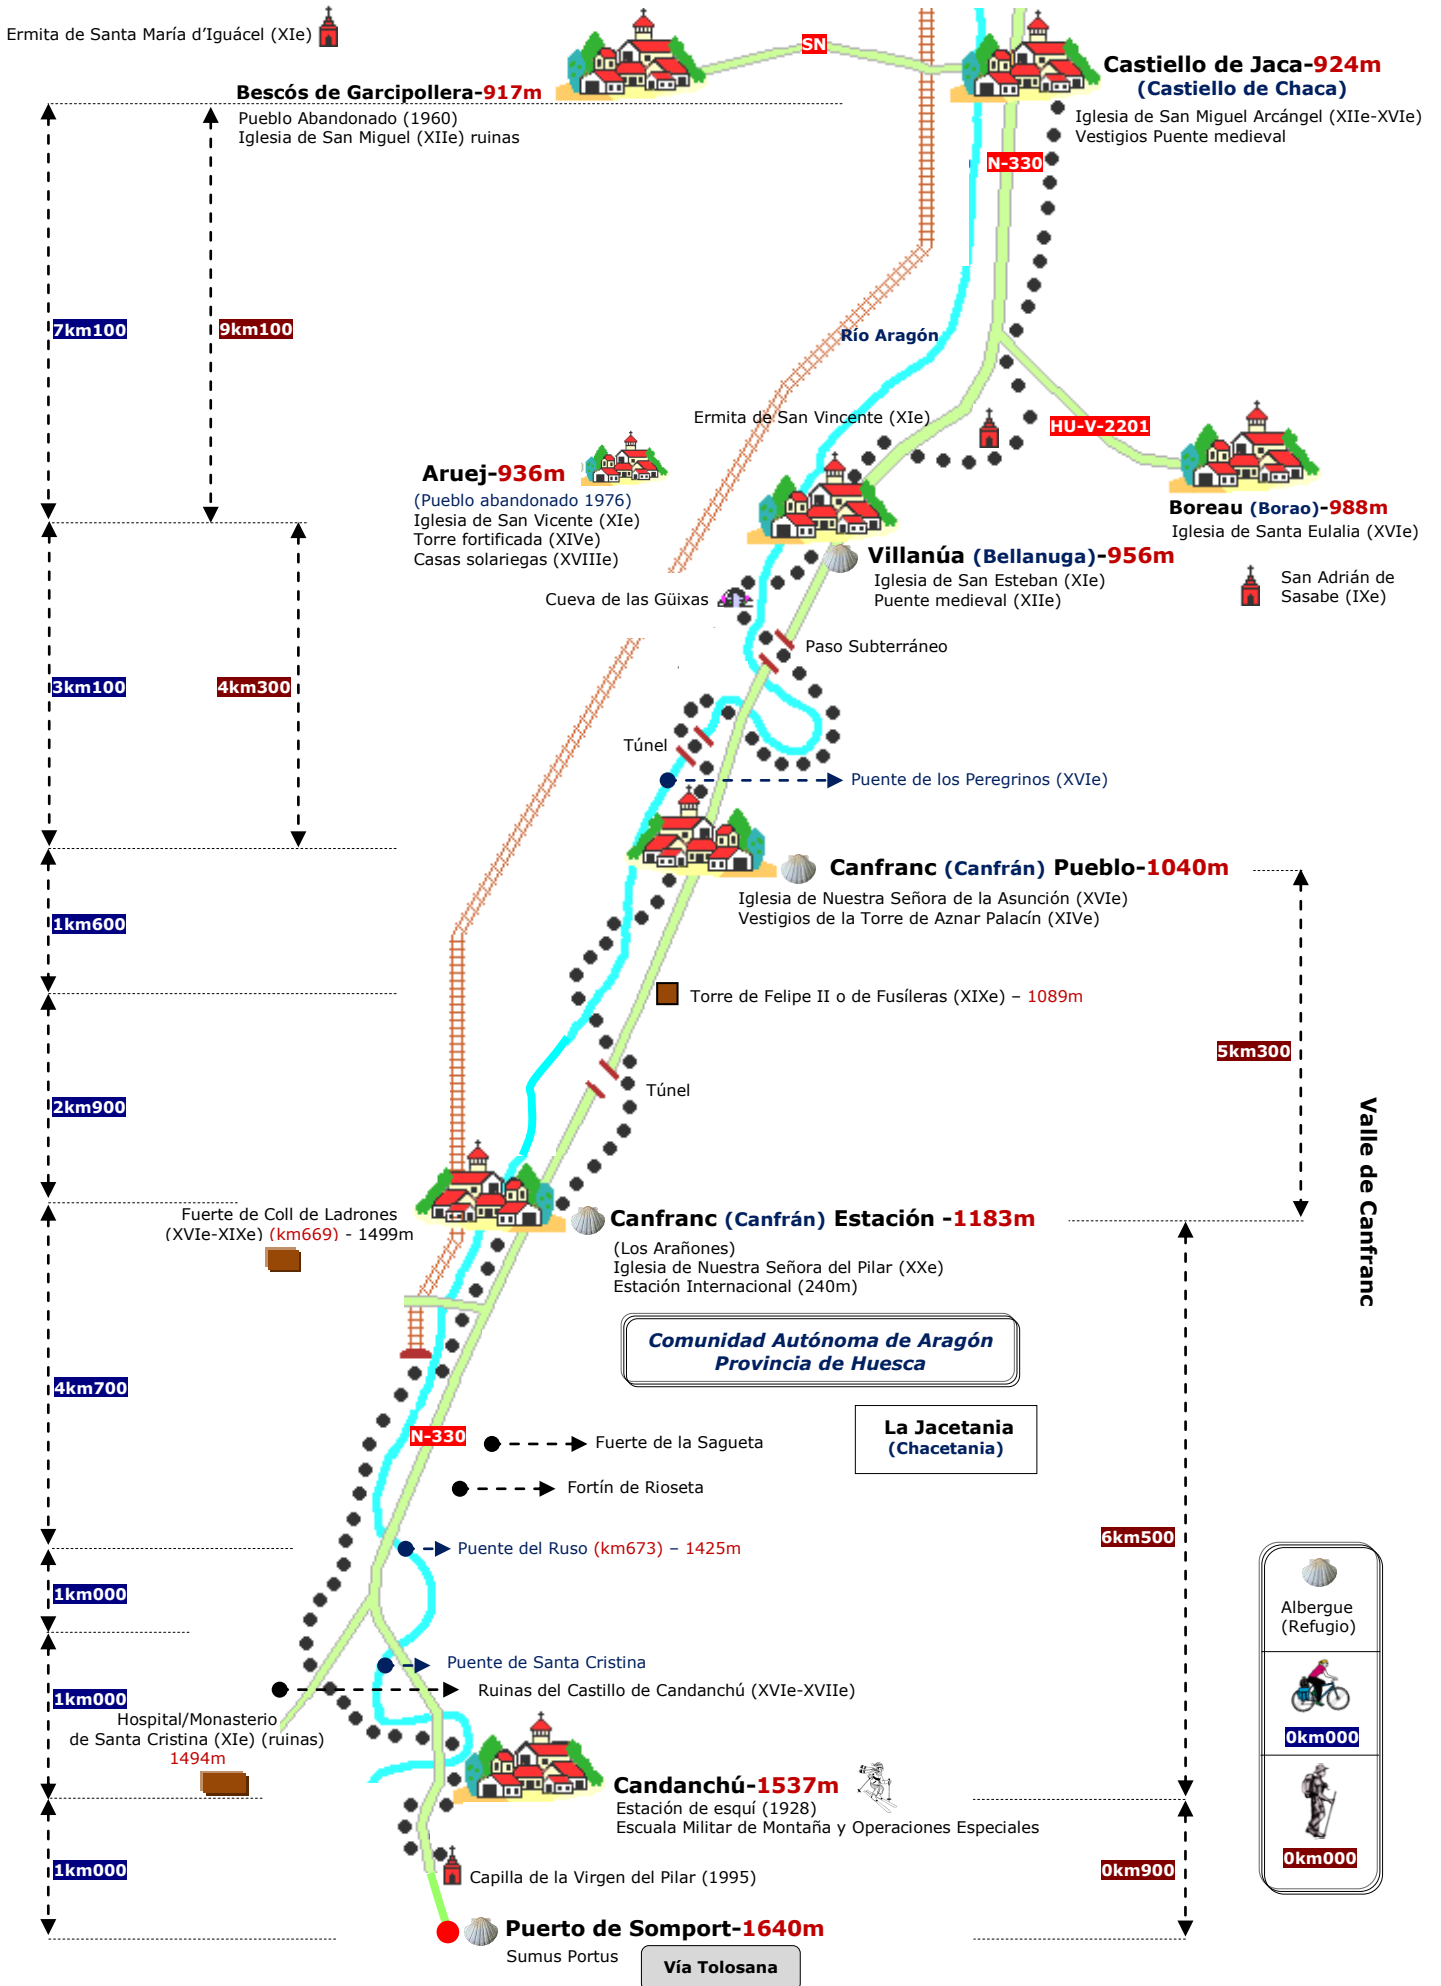 Ermita de Santa María d'Iguácel (XIe)
SN
Castiello de Jaca-924m
(Castiello de Chaca)
Iglesia de San Miguel Arcángel (XIIe-XVIe)
Vestigios Puente medieval
Bescós de Garcipollera-917m
Pueblo Abandonado (1960)
Iglesia de San Miguel (XIIe) ruinas
N-330
7km100
9km100
Río Aragón
Ermita de San Vincente (XIe)
HU-V-2201
Aruej-936m
(Pueblo abandonado 1976)
Iglesia de San Vicente (XIe)
Torre fortificada (XIVe)
Casas solariegas (XVIIIe)
Boreau (Borao)-988m
Iglesia de Santa Eulalia (XVIe)
Villanúa (Bellanuga)-956m
Iglesia de San Esteban (XIe)
Puente medieval (XIIe)
San Adrián de
Sasabe (IXe)
Cueva de las Güixas
Paso Subterráneo
3km100
4km300
Túnel
Puente de los Peregrinos (XVIe)
Canfranc (Canfrán) Pueblo-1040m
Iglesia de Nuestra Señora de la Asunción (XVIe)
Vestigios de la Torre de Aznar Palacín (XIVe)
1km600
Torre de Felipe II o de Fusíleras (XIXe) – 1089m
5km300
Túnel
2km900
Valle de Canfranc
Fuerte de Coll de Ladrones
(XVIe-XIXe) (km669) - 1499m
Canfranc (Canfrán) Estación -1183m
(Los Arañones)
Iglesia de Nuestra Señora del Pilar (XXe)
Estación Internacional (240m)
Comunidad Autónoma de Aragón
Provincia de Huesca
4km700
La Jacetania
(Chacetania)
N-330
Fuerte de la Sagueta
Fortín de Rioseta
6km500
Puente del Ruso (km673) – 1425m
1km000
Albergue
(Refugio)
0km000
0km000
Puente de Santa Cristina
Ruinas del Castillo de Candanchú (XVIe-XVIIe)
1km000
Hospital/Monasterio
de Santa Cristina (XIe) (ruinas)
1494m
Candanchú-1537m
Estación de esquí (1928)
Escuala Militar de Montaña y Operaciones Especiales
1km000
0km900
Capilla de la Virgen del Pilar (1995)
Puerto de Somport-1640m
Sumus Portus
Vía Tolosana